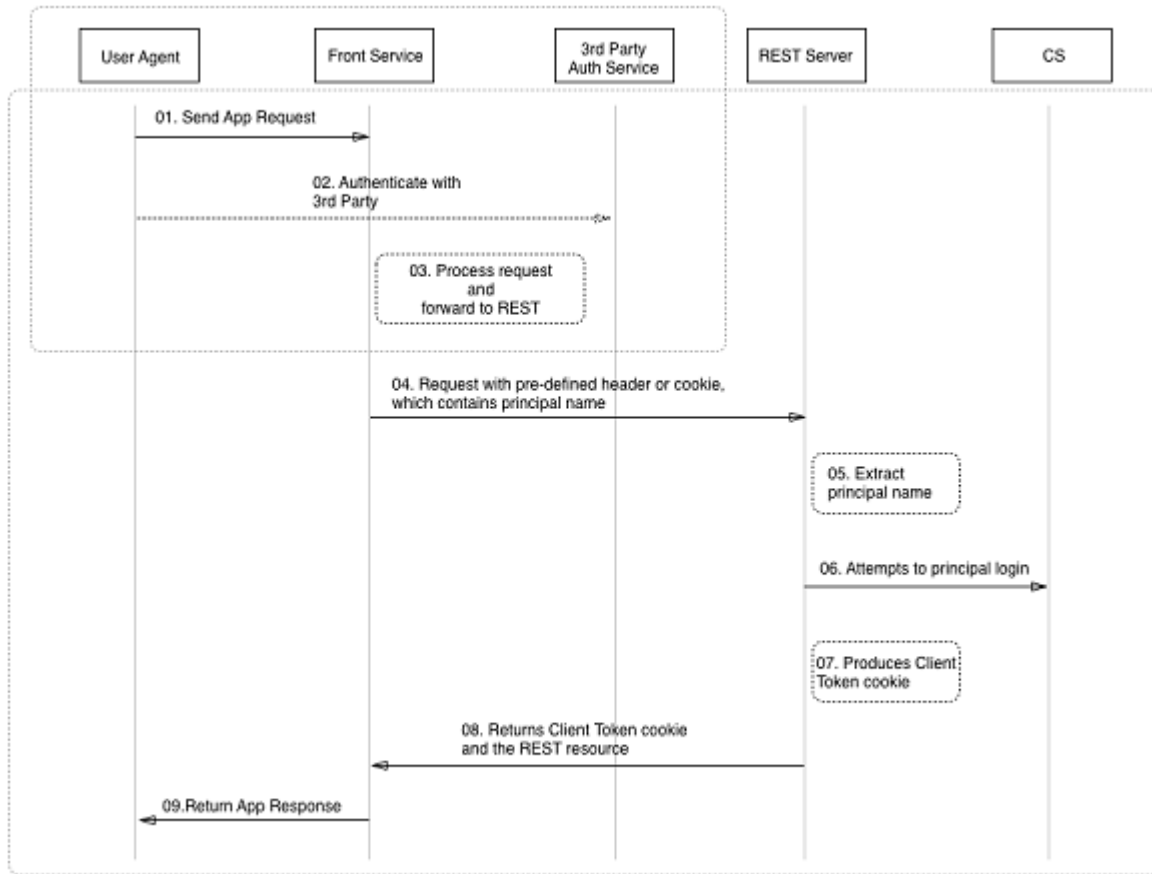 User Agent
Front Service
3rd Party
Auth Service
REST Server
CS
01. Send App Request
02. Authenticate with
3rd Party
03. Process request
and
forward to REST
04. Request with pre-defined header or cookie,
which contains principal name
05. Extract
principal name
06. Attempts to principal login
07. Produces Client
Token cookie
08. Returns Client Token cookie
and the REST resource
09.Return App Response